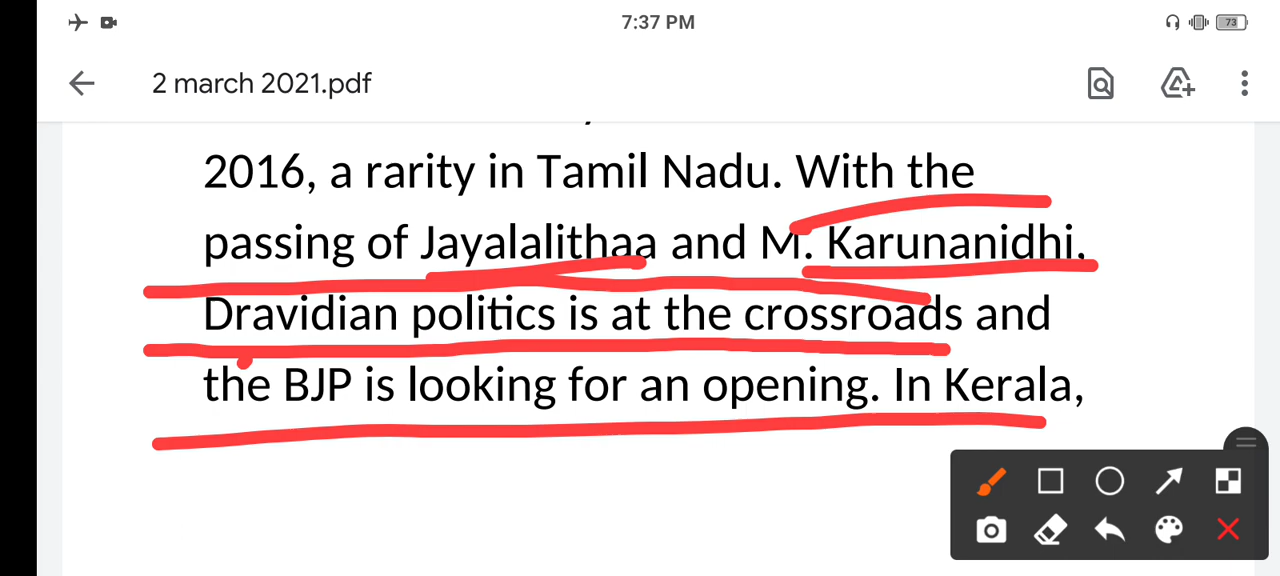 7:37 PM
73
2 march 2021.pdf
2016, a rarity in Tamil Nadu. With the
passing of Jayalalithaa and M. Karunanidhi,
Dravidian politics is at the crossroads and
the BJP is looking for an opening. In Kerala,